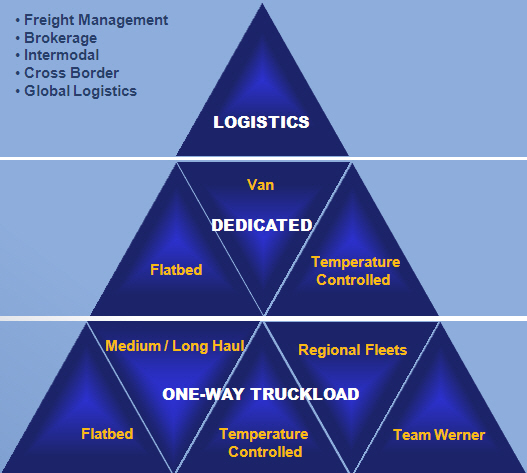 • Freight Management
• Brokerage
• Intermodal
• Cross Border
• Global Logistics
LOGISTICS
Van
DEDICATED
Flatbed
Temperature
Controlled
Medium / Long Haul
Regional Fleets
ONE-WAY TRUCKLOAD
Flatbed
Temperature
Controlled
Team Werner